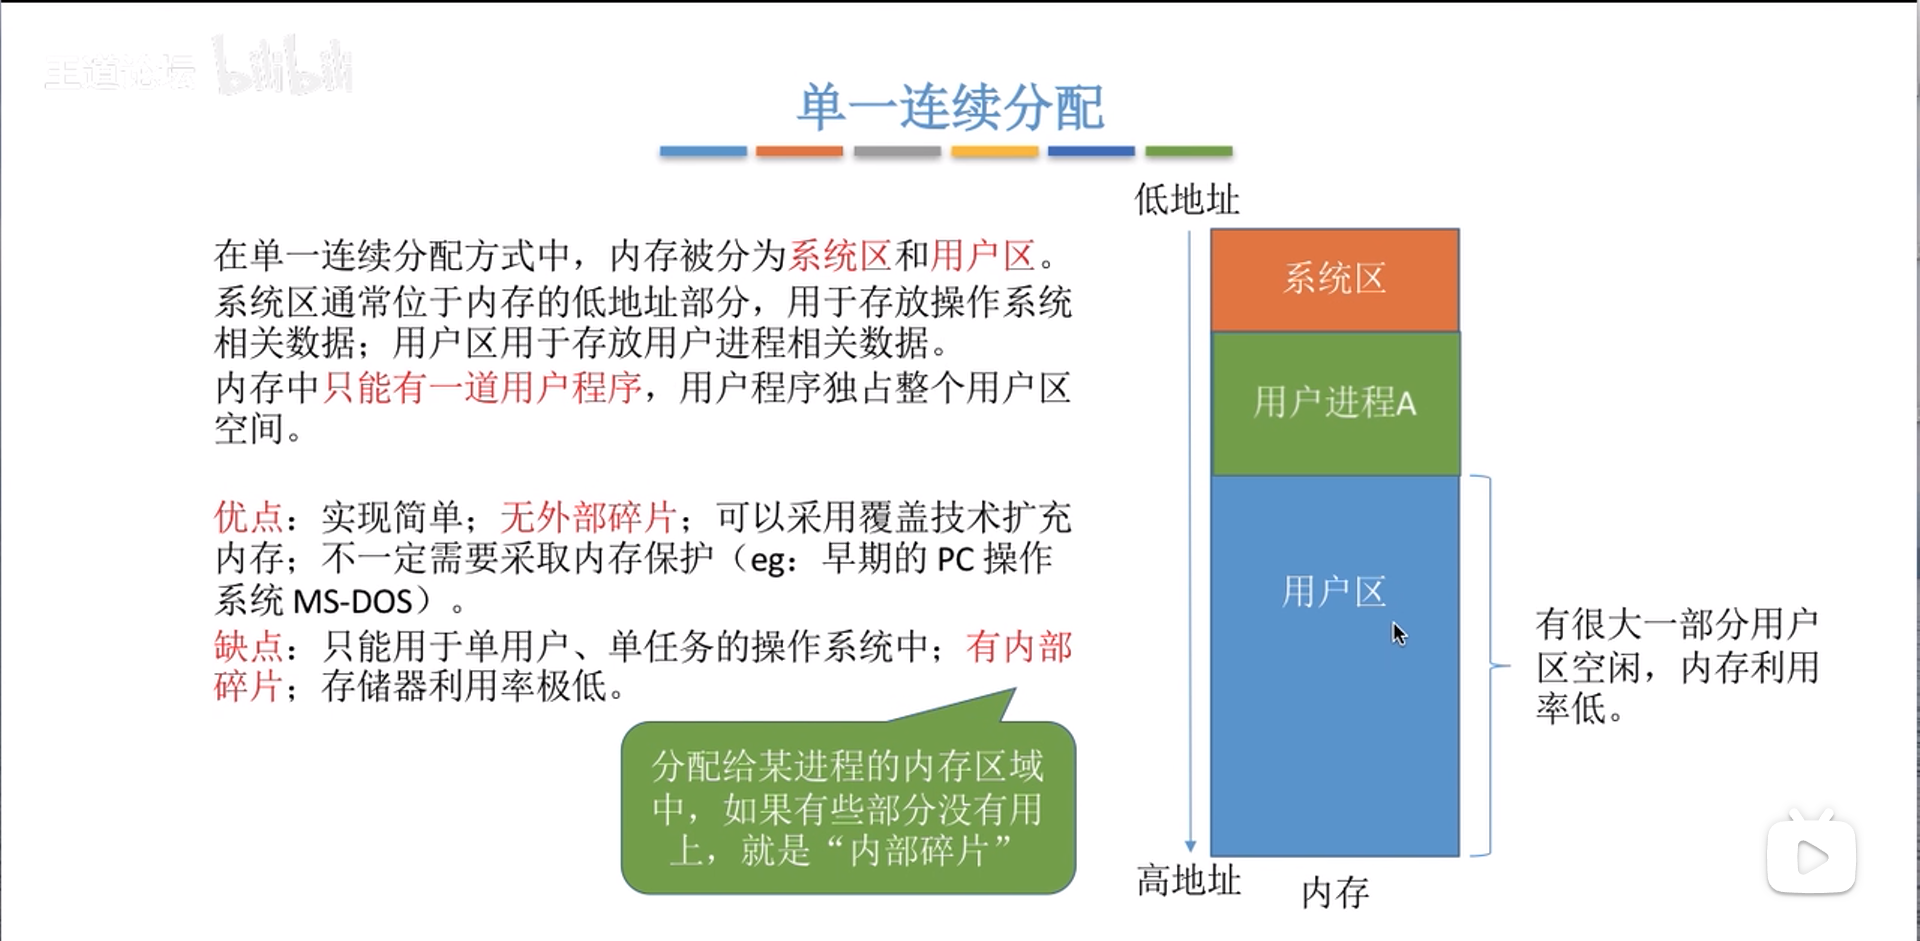 王道论坛 bilibili
单一连续分配
低地址
在单一连续分配方式中，内存被分为系统区和用户区。
系统区通常位于内存的低地址部分，用于存放操作系统
相关数据；用户区用于存放用户进程相关数据。
内存中只能有一道用户程序，用户程序独占整个用户区
空间。
优点：实现简单；无外部碎片；可以采用覆盖技术扩充
内存；不一定需要采取内存保护（eg：早期的 PC 操作
系统 MS-DOS）。
缺点：只能用于单用户、单任务的操作系统中；有内部
碎片；存储器利用率极低。
分配给某进程的内存区域
中，如果有些部分没有用
上，就是“内部碎片”
系统区
用户进程A
用户区
有很大一部分用户
区空闲，内存利用
率低。
高地址
内存